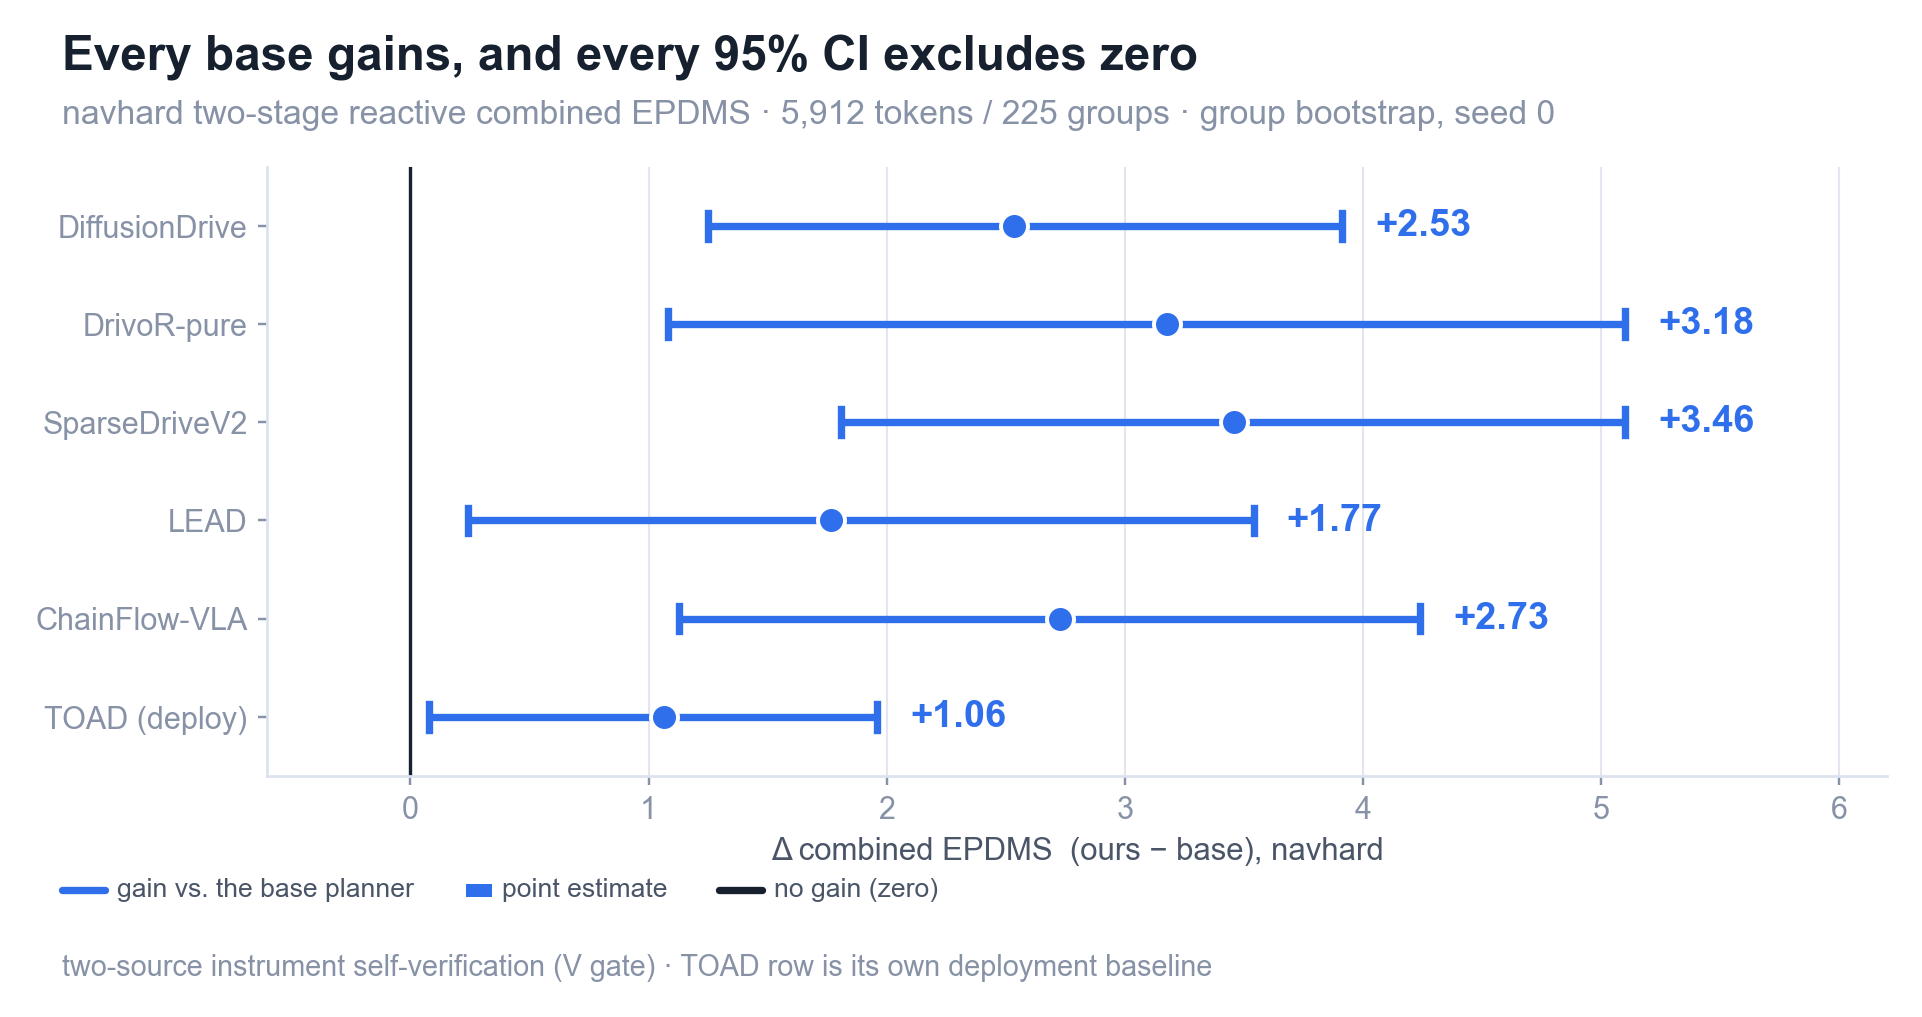 Every base gains, and every 95% CI excludes zero
navhard two-stage reactive combined EPDMS · 5,912 tokens / 225 groups · group bootstrap, seed 0
DiffusionDrive
+2.53
DrivoR-pure
+3.18
SparseDriveV2
+3.46
LEAD
+1.77
ChainFlow-VLA
+2.73
TOAD (deploy)
+1.06
0 1 2 3 4 5 6
Δ combined EPDMS (ours − base), navhard
gain vs. the base planner point estimate no gain (zero)
two-source instrument self-verification (V gate) · TOAD row is its own deployment baseline